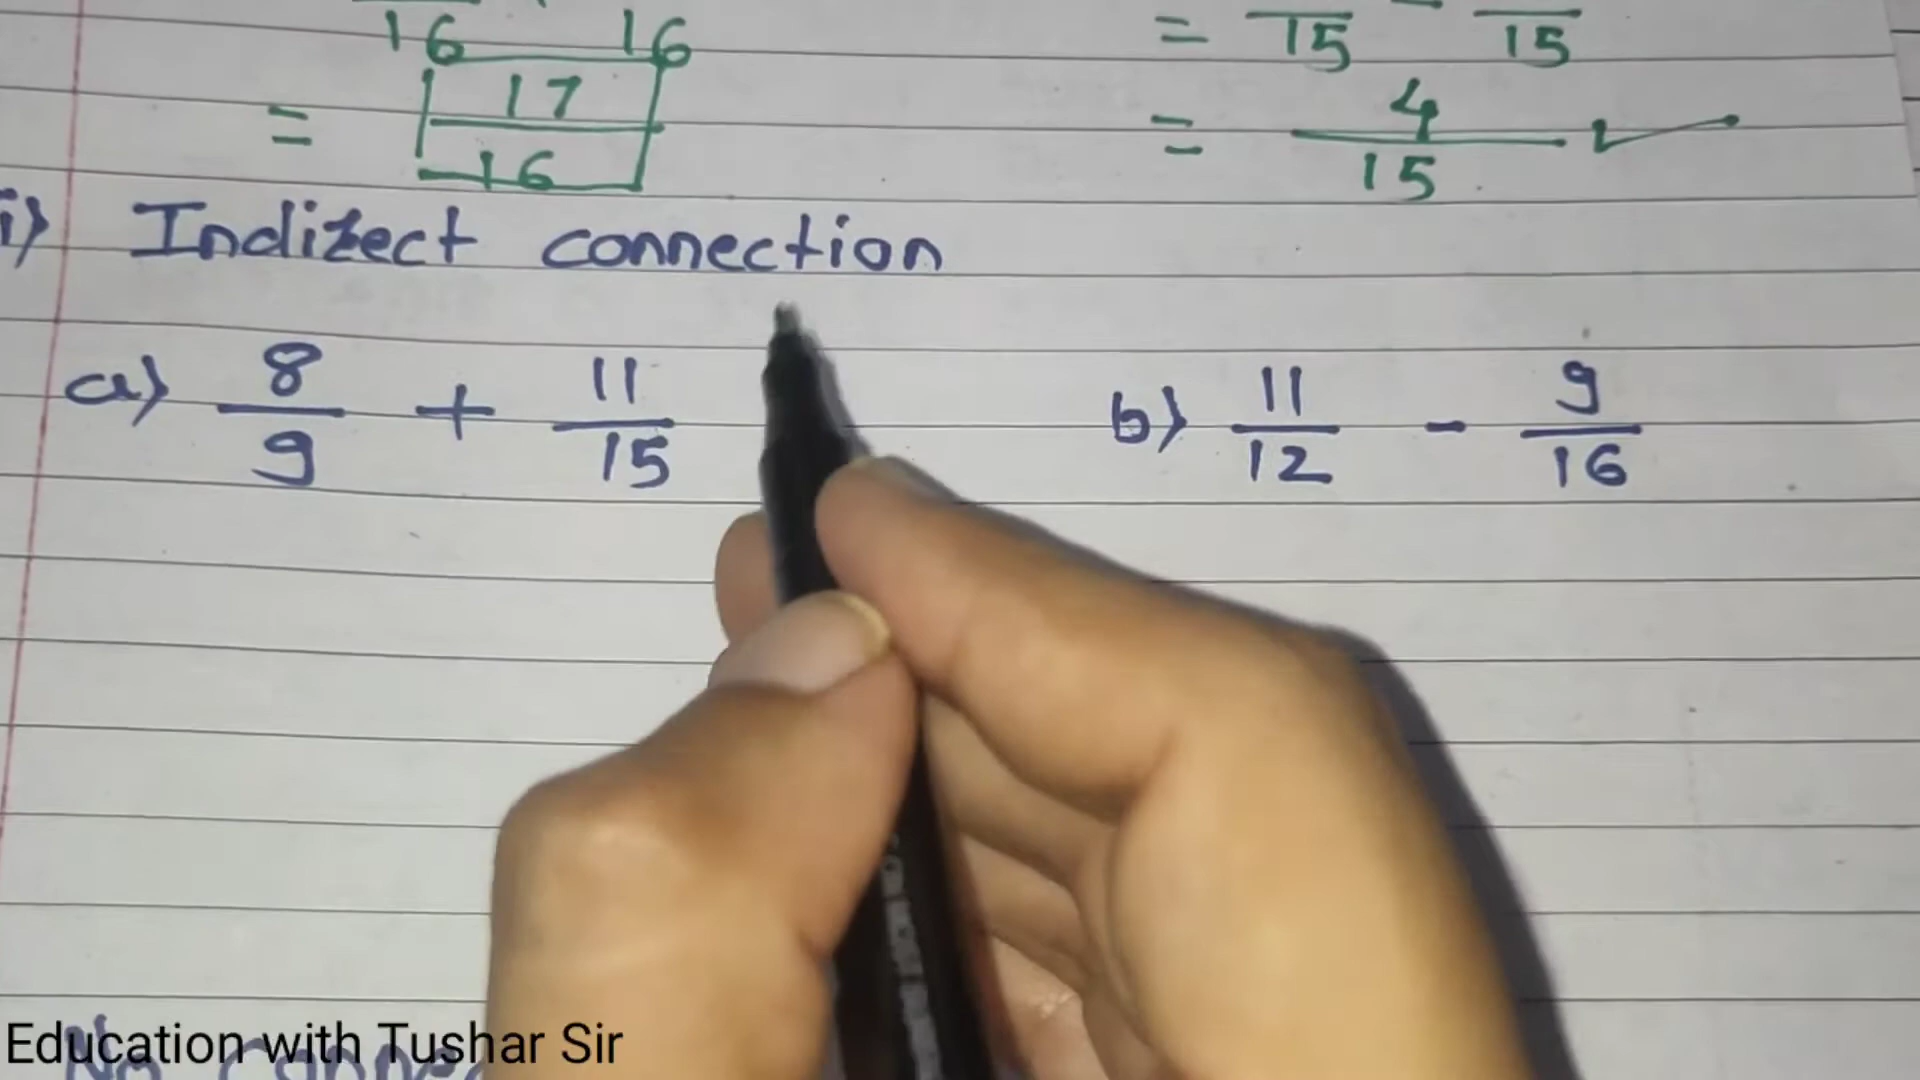 16 16 = 15 - 15
= 17/16 = 4/15 ✓
i) Indirect connection
a) 8/9 + 11/15 b) 11/12 - 9/16
No
Education with Tushar Sir